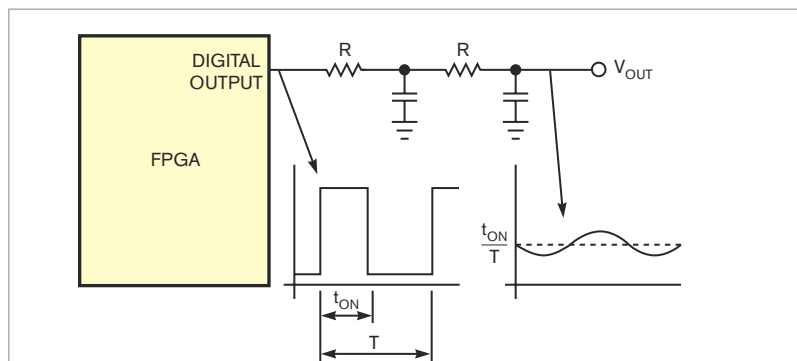 DIGITAL
OUTPUT
FPGA
R
R
V_OUT
t_ON
T
t_ON
T